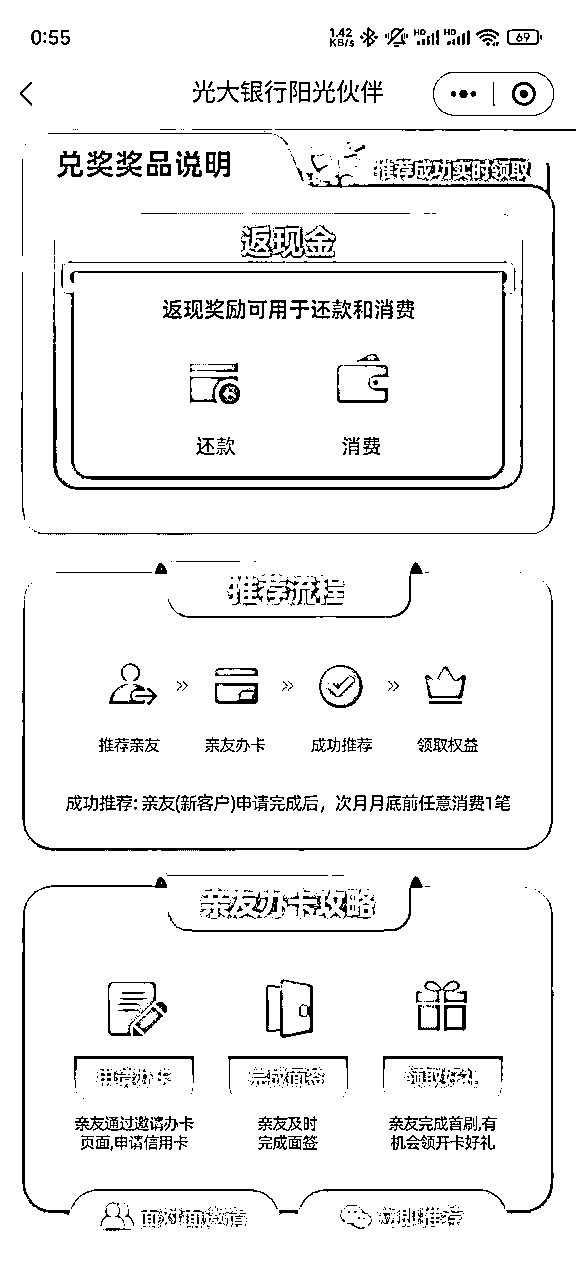 0:55
1.42 KB/s HD HD 69
光大银行阳光伙伴
兑奖奖品说明
推荐成功实时领取
返现金
返现奖励可用于还款和消费
还款 消费
推荐流程
推荐亲友 » 亲友办卡 » 成功推荐 » 领取权益
成功推荐: 亲友(新客户)申请完成后，次月月底前任意消费1笔
亲友办卡攻略
申请办卡 完成面签 领取好礼
亲友通过邀请办卡 亲友及时 亲友完成首刷,有
页面,申请信用卡 完成面签 机会领开卡好礼
面对面邀请 立即推荐